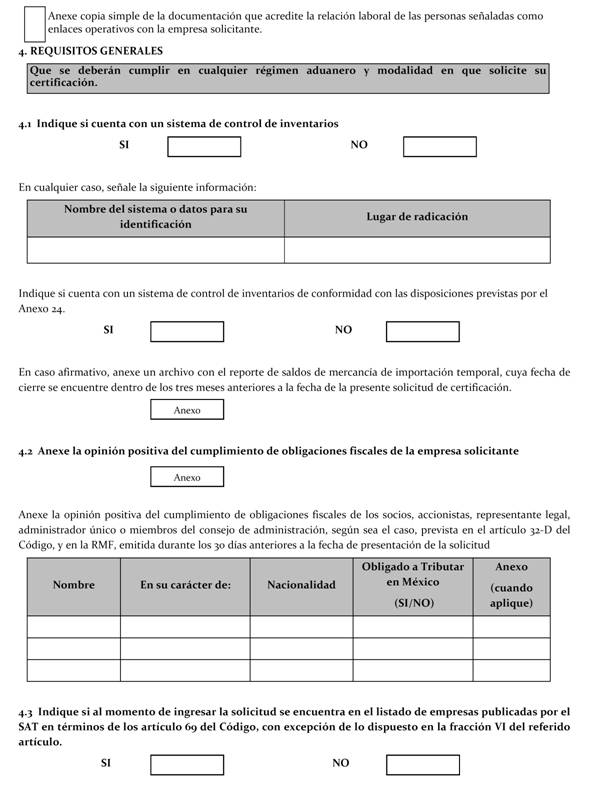 Anexe copia simple de la documentación que acredite la relación laboral de las personas señaladas como
enlaces operativos con la empresa solicitante.
4. REQUISITOS GENERALES
Que se deberán cumplir en cualquier régimen aduanero y modalidad en que solicite su
certificación.
4.1 Indique si cuenta con un sistema de control de inventarios
SI NO
En cualquier caso, señale la siguiente información:
Nombre del sistema o datos para su
identificación
Lugar de radicación
Indique si cuenta con un sistema de control de inventarios de conformidad con las disposiciones previstas por el
Anexo 24.
SI NO
En caso afirmativo, anexe un archivo con el reporte de saldos de mercancía de importación temporal, cuya fecha de
cierre se encuentre dentro de los tres meses anteriores a la fecha de la presente solicitud de certificación.
Anexo
4.2 Anexe la opinión positiva del cumplimiento de obligaciones fiscales de la empresa solicitante
Anexo
Anexe la opinión positiva del cumplimiento de obligaciones fiscales de los socios, accionistas, representante legal,
administrador único o miembros del consejo de administración, según sea el caso, prevista en el artículo 32-D del
Código, y en la RMF, emitida durante los 30 días anteriores a la fecha de presentación de la solicitud
Nombre
En su carácter de:
Nacionalidad
Obligado a Tributar
en México
(SI/NO)
Anexo
(cuando
aplique)
4.3 Indique si al momento de ingresar la solicitud se encuentra en el listado de empresas publicadas por el
SAT en términos de los artículo 69 del Código, con excepción de lo dispuesto en la fracción VI del referido
artículo.
SI NO